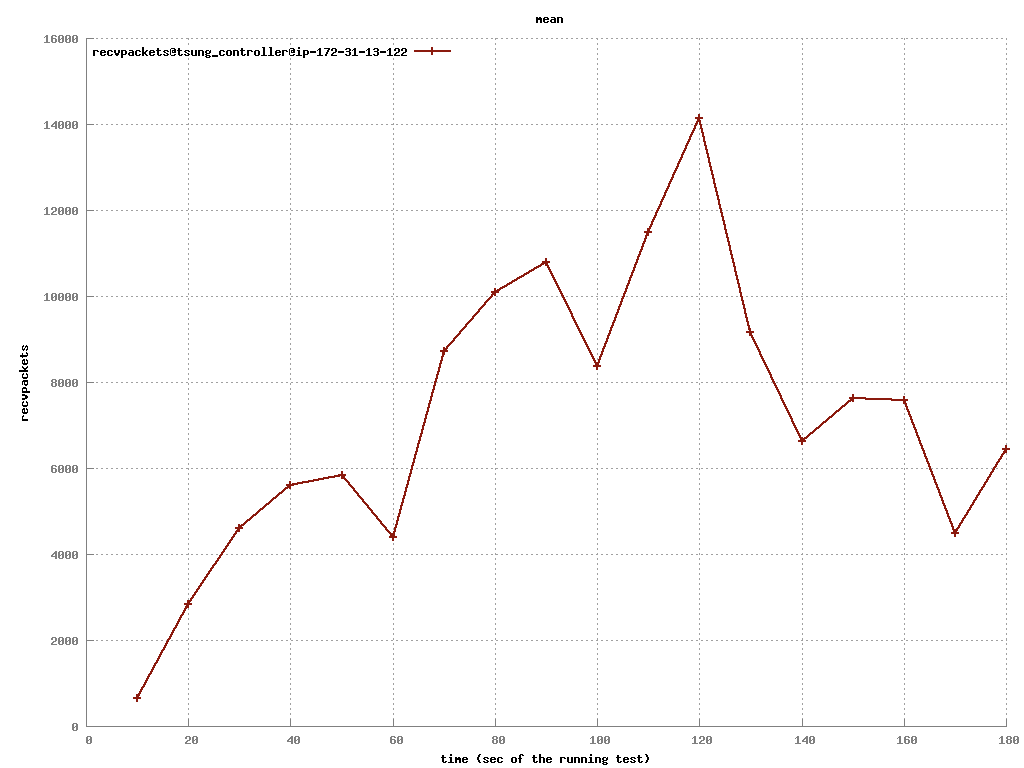 mean
16000
recvpackets@tsung_controller@ip-172-31-13-122
14000
12000
10000
8000
6000
4000
2000
0
recvpackets
0 20 40 60 80 100 120 140 160 180
time (sec of the running test)